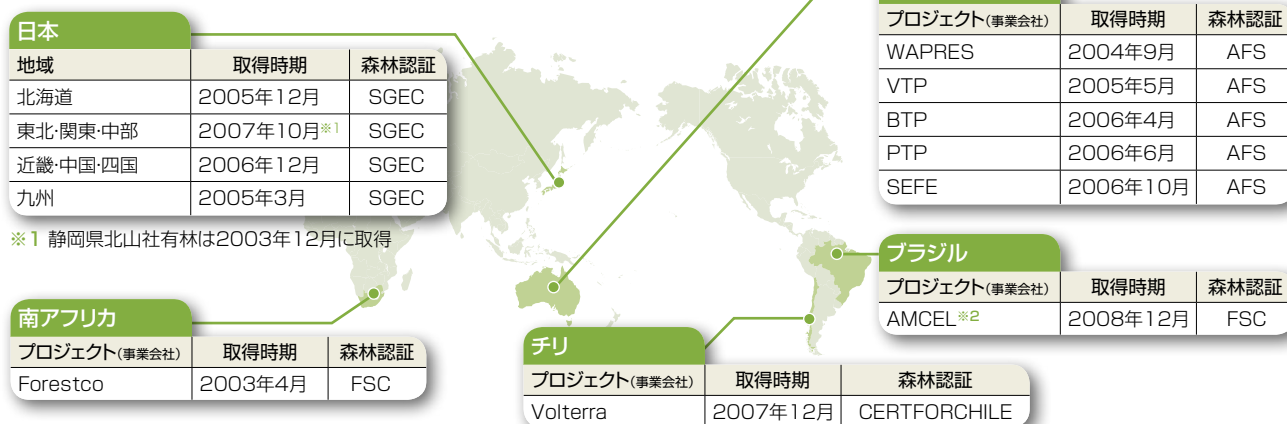 日本
地域 取得時期 森林認証
北海道 2005年12月 SGEC
東北・関東・中部 2007年10月※1 SGEC
近畿・中国・四国 2006年12月 SGEC
九州 2005年3月 SGEC
※1 静岡県北山社有林は2003年12月に取得
南アフリカ
プロジェクト(事業会社) 取得時期 森林認証
Forestco 2003年4月 FSC
チリ
プロジェクト(事業会社) 取得時期 森林認証
Volterra 2007年12月 CERTFORCHILE
プロジェクト(事業会社) 取得時期 森林認証
WAPRES 2004年9月 AFS
VTP 2005年5月 AFS
BTP 2006年4月 AFS
PTP 2006年6月 AFS
SEFE 2006年10月 AFS
ブラジル
プロジェクト(事業会社) 取得時期 森林認証
AMCEL※2 2008年12月 FSC